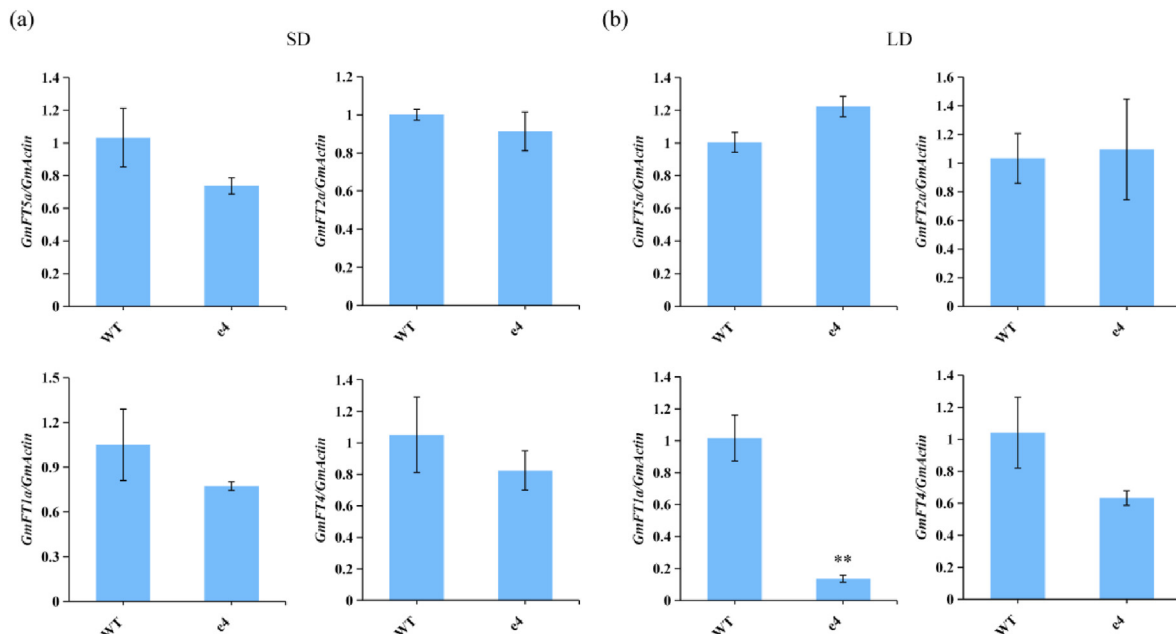 (a)
SD
(b)
LD
GmFT5a/GmActin
1.4
1.2
1
0.8
0.6
0.4
0.2
0
WT
e4
GmFT2a/GmActin
1.2
1
0.8
0.6
0.4
0.2
0
WT
e4
GmFT5a/GmActin
1.4
1.2
1
0.8
0.6
0.4
0.2
0
WT
e4
GmFT2a/GmActin
1.6
1.4
1.2
1
0.8
0.6
0.4
0.2
0
WT
e4
GmFT1a/GmActin
1.5
1.2
0.9
0.6
0.3
0
WT
e4
GmFT4/GmActin
1.4
1.2
1
0.8
0.6
0.4
0.2
0
WT
e4
GmFT1a/GmActin
1.4
1.2
1
0.8
0.6
0.4
0.2
0
**
WT
e4
GmFT4/GmActin
1.4
1.2
1
0.8
0.6
0.4
0.2
0
WT
e4